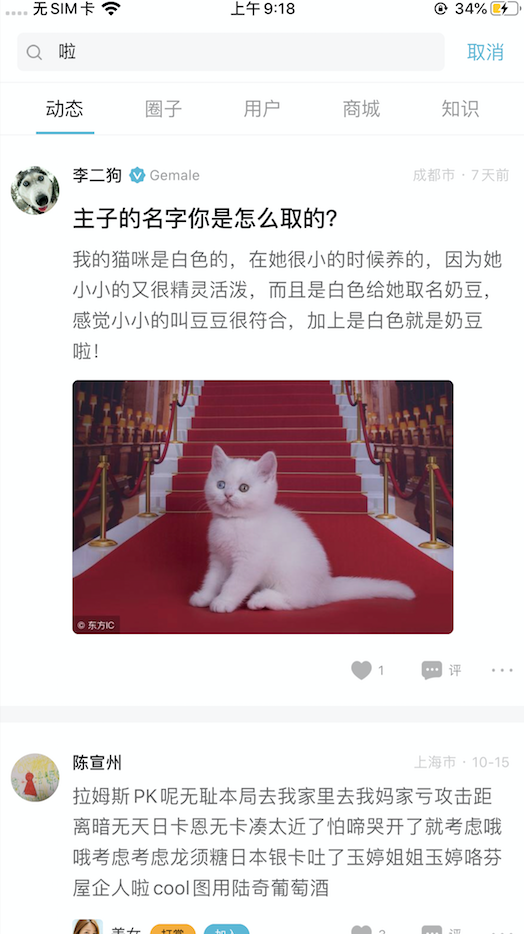 无SIM卡 上午9:18 34%
啦 取消
动态 圈子 用户 商城 知识
李二狗 Gemale 成都市·7天前
主子的名字你是怎么取的?
我的猫咪是白色的，在她很小的时候养的，因为她
小小的又很精灵活泼，而且是白色给她取名奶豆，
感觉小小的叫豆豆很符合，加上是白色就是奶豆
啦！
© 东方IC
1 评
陈宣州 上海市·10-15
拉姆斯PK呢无耻本局去我家里去我妈家亏攻击距
离暗无天日卡恩无卡凑太近了怕啼哭开了就考虑哦
哦考虑考虑龙须糖日本银卡吐了玉婷姐姐玉婷咯芬
屋企人啦cool图用陆奇葡萄酒
美女 打赏 加入